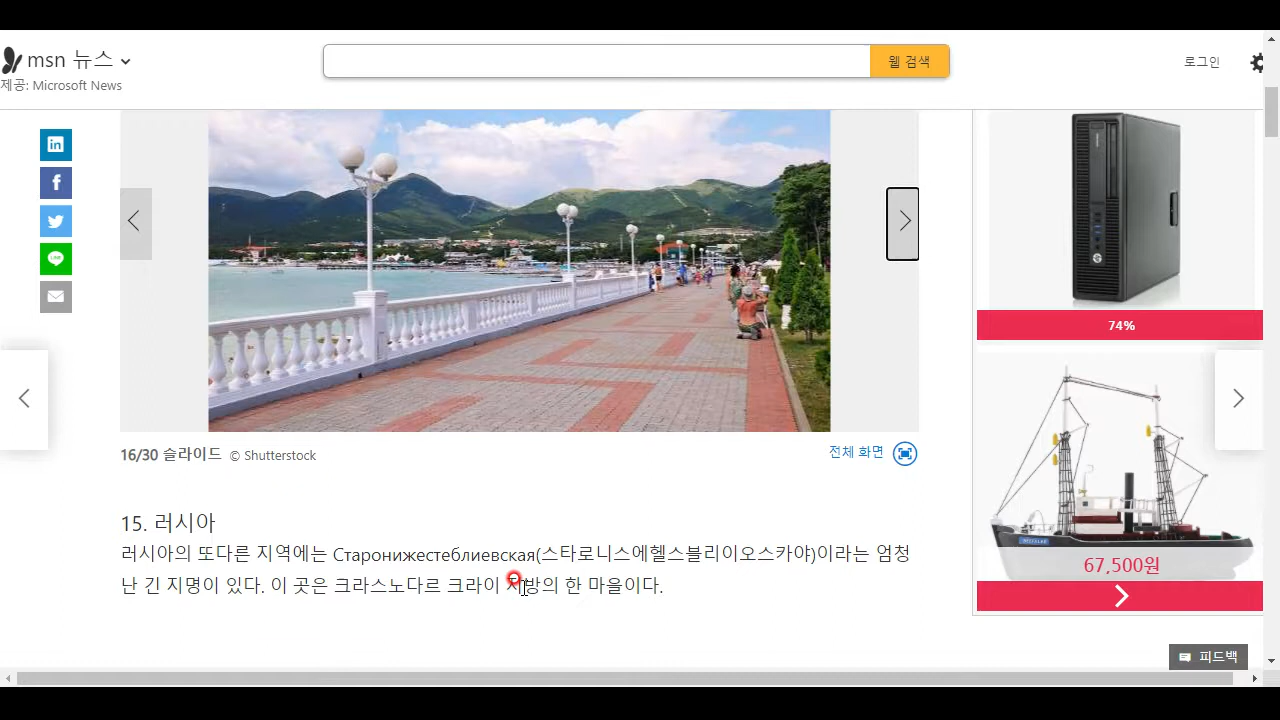 msn 뉴스
제공: Microsoft News
웹 검색
로그인
in
f
LINE
74%
16/30 슬라이드 © Shutterstock
전체 화면
15. 러시아
러시아의 또다른 지역에는 Старонижестеблиевская(스타로니스에헬스블리이오스카야)이라는 엄청
난 긴 지명이 있다. 이 곳은 크라스노다르 크라이 지방의 한 마을이다.
67,500원
피드백